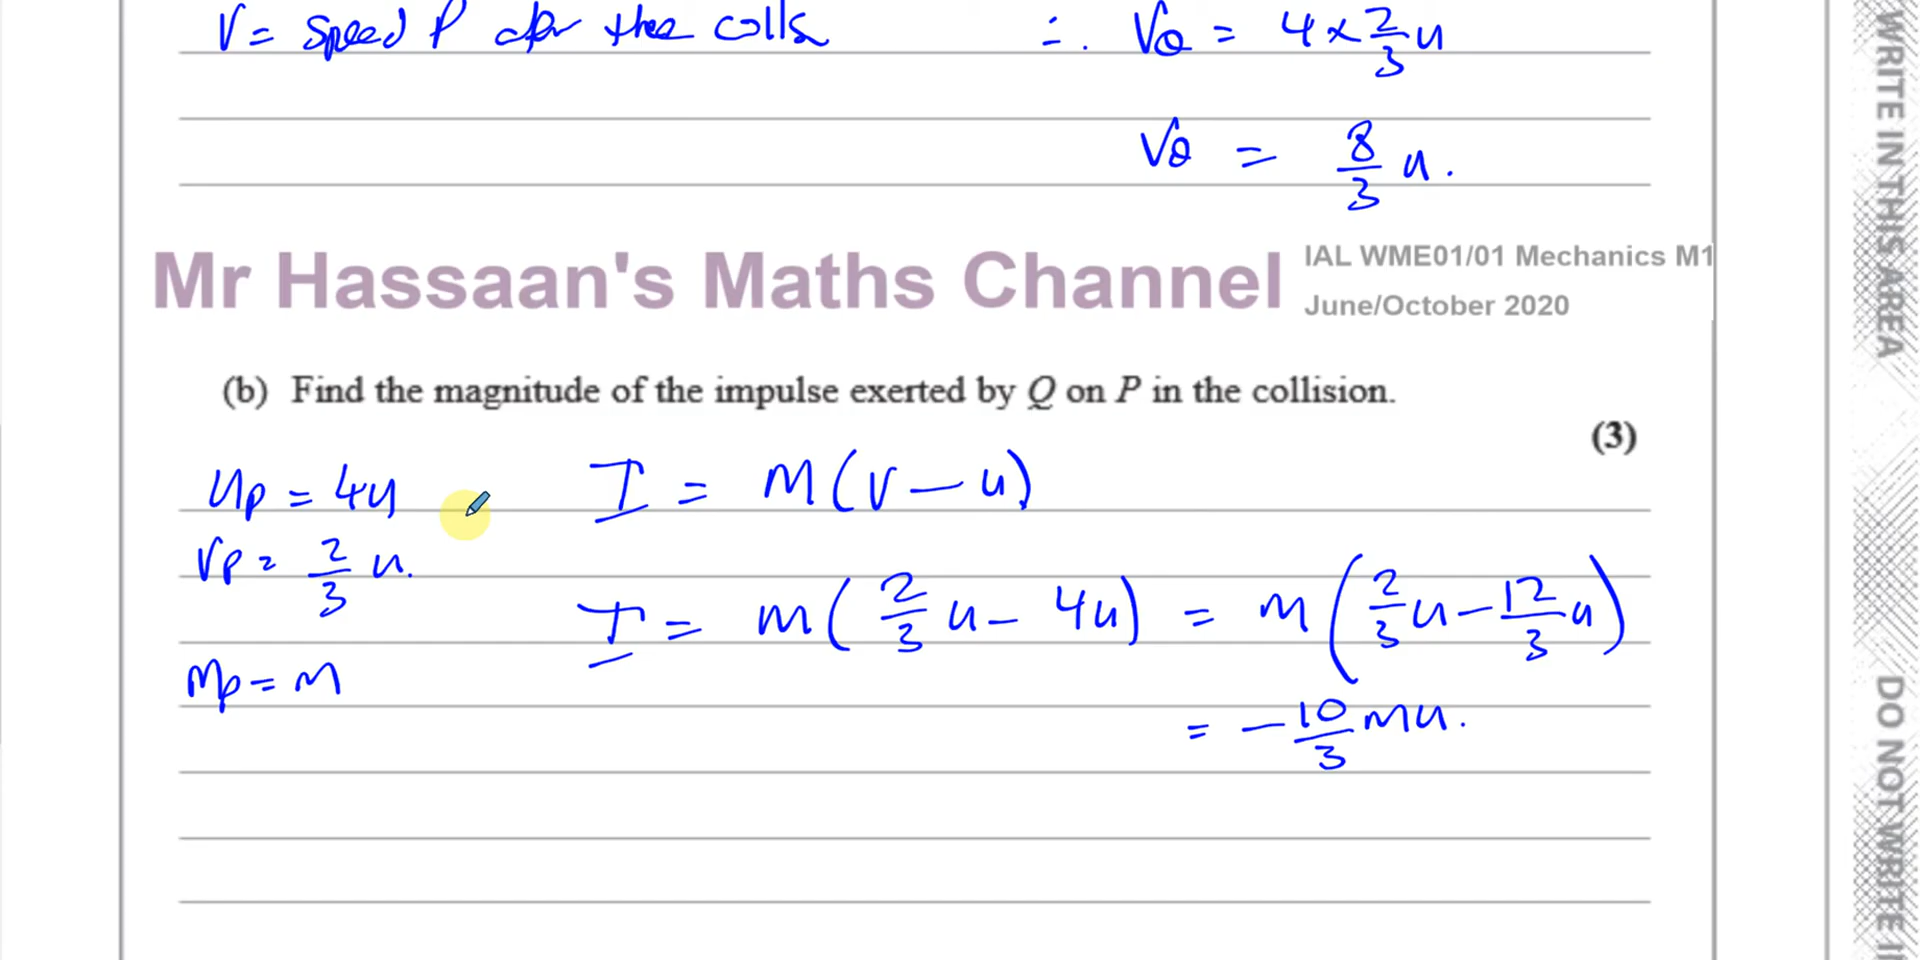 V = speed P after the colls ∴ VQ = 4 × 2/3 u
VQ = 8/3 u.
Mr Hassaan's Maths Channel
IAL WME01/01 Mechanics M1
June/October 2020
(b) Find the magnitude of the impulse exerted by Q on P in the collision.
(3)
Up = 4u
I = m(v - u)
Vp = 2/3 u.
I = m(2/3 u - 4u) = m(2/3 u - 12/3 u)
Mp = m
= -10/3 mu.
WRITE IN THIS AREA
DO NOT WRITE I